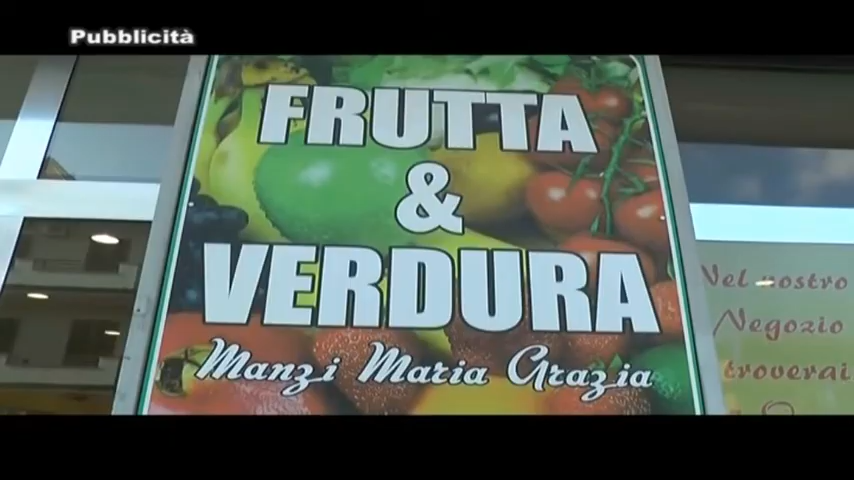 Pubblicità
FRUTTA
&
VERDURA
Manzi Maria Grazia
Nel nostro
Negozio
troverai